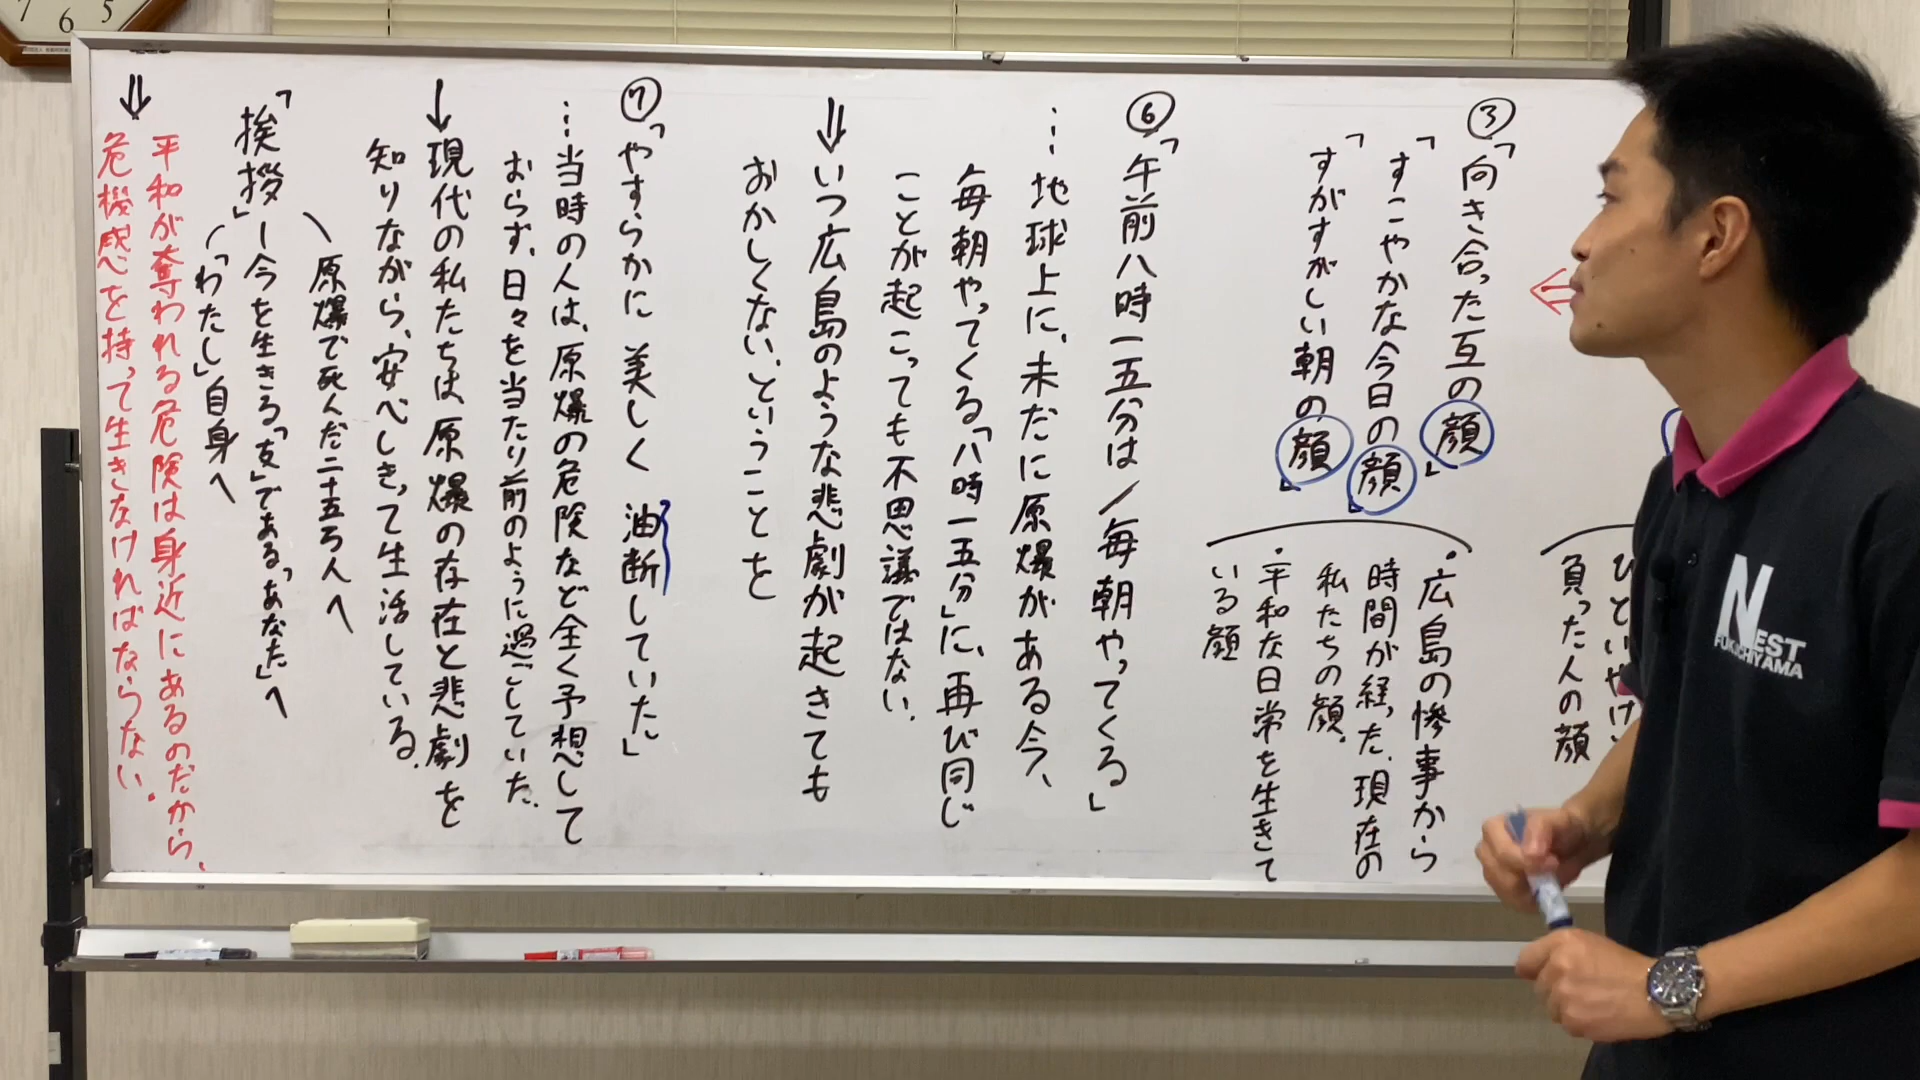 ひどいやけ
負った人の顔
③「向き合った互の顔」
「すこやかな今日の顔」
「すがすがしい朝の顔」
・広島の惨事から
時間が経った、現在の
私たちの顔。
・平和な日常を生きて
いる顔
⑥「午前八時一五分は/毎朝やってくる」
…地球上に、未だに原爆がある今、
毎朝やってくる「八時一五分」に、再び同じ
ことが起こっても不思議ではない。
⇓いつ広島のような悲劇が起きても
おかしくない、ということを
⑦「やすらかに 美しく 油断していた」
…当時の人は、原爆の危険など全く予想して
おらず、日々を当たり前のように過ごしていた。
↓現代の私たちは、原爆の存在と悲劇を
知りながら、安心しきって生活している。
原爆で死んだ二十五万人へ
「挨拶」ー今を生きる「友」である「あなた」へ
「わたし」自身へ
⇓平和が奪われる危険は身近にあるのだから、
危機感を持って生きなければならない。
NEST
FUKUCHIYAMA
7
6
5